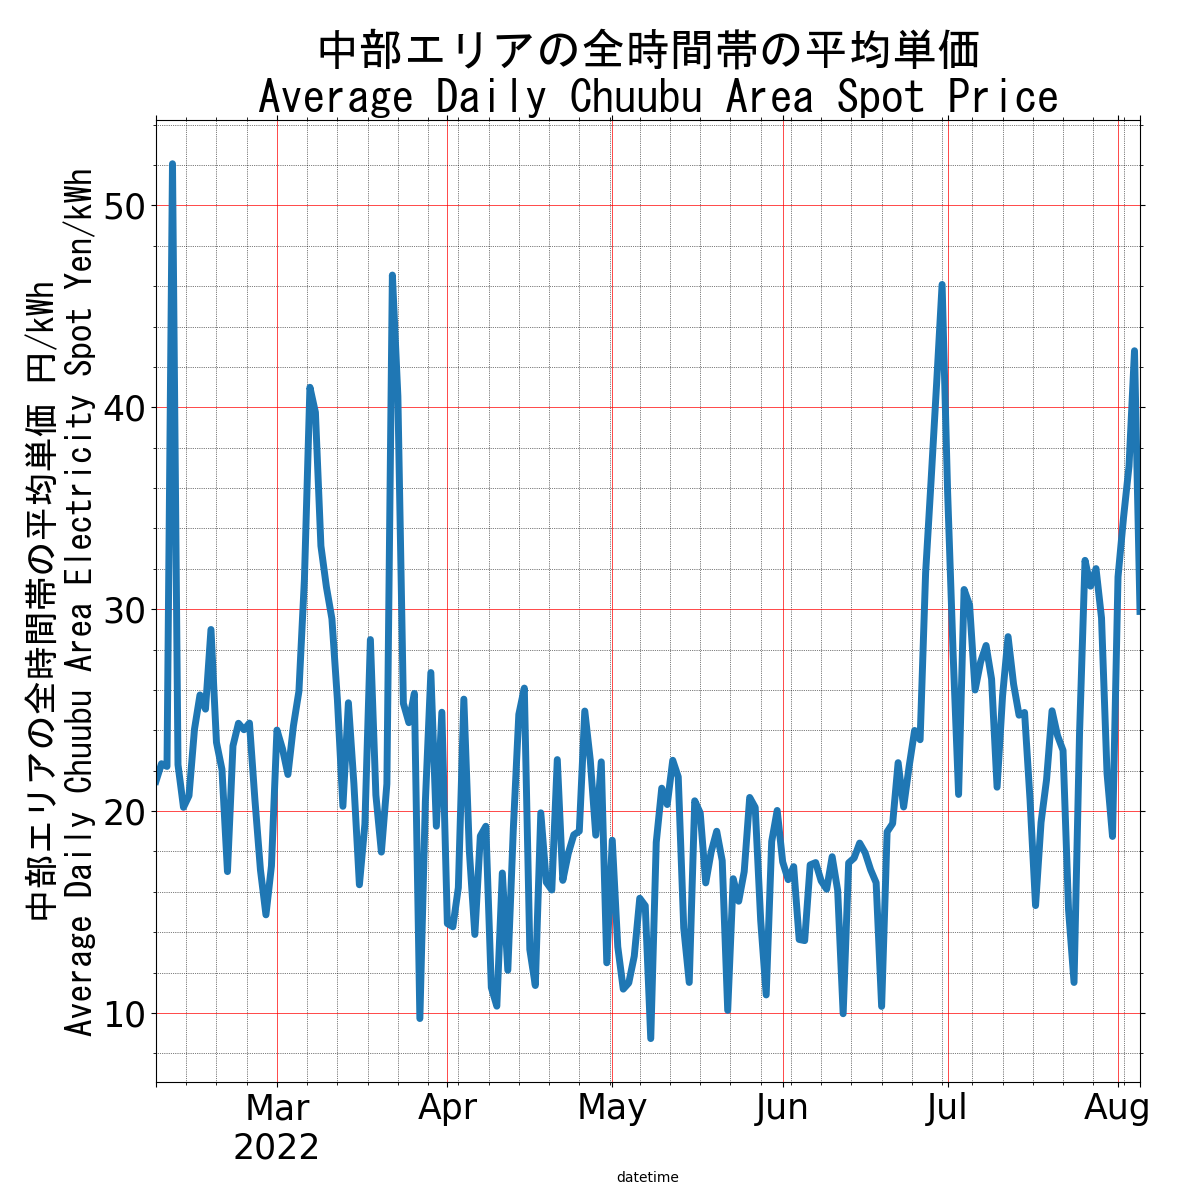 中部エリアの全時間帯の平均単価
Average Daily Chuubu Area Spot Price
中部エリアの全時間帯の平均単価 円/kWh
Average Daily Chuubu Area Electricity Spot Yen/kWh
50
40
30
20
10
Mar
2022
Apr
May
Jun
Jul
Aug
datetime